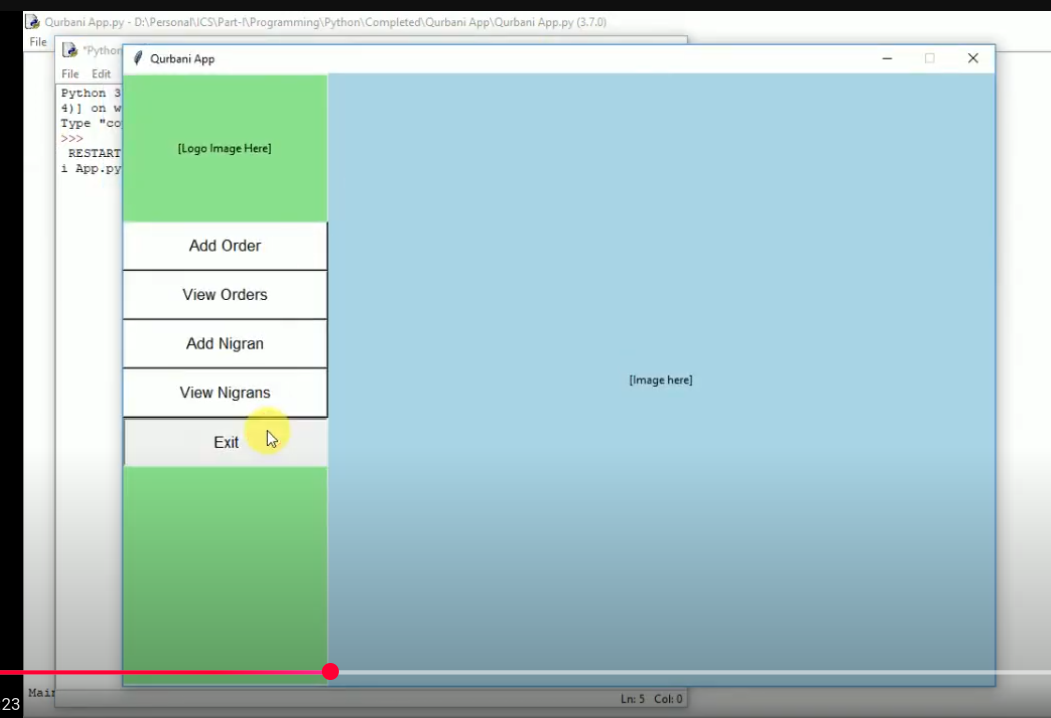 Qurbani App.py - D:\Personal\ICS\Part-I\Programming\Python\Completed\Qurbani App\Qurbani App.py (3.7.0)
File
*Python
Qurbani App
File Edit
Python 3
4)] on w
Type "co
>>>
RESTART
i App.py
[Logo Image Here]
Add Order
View Orders
Add Nigran
View Nigrans
Exit
[Image here]
Ln: 5 Col: 0
23